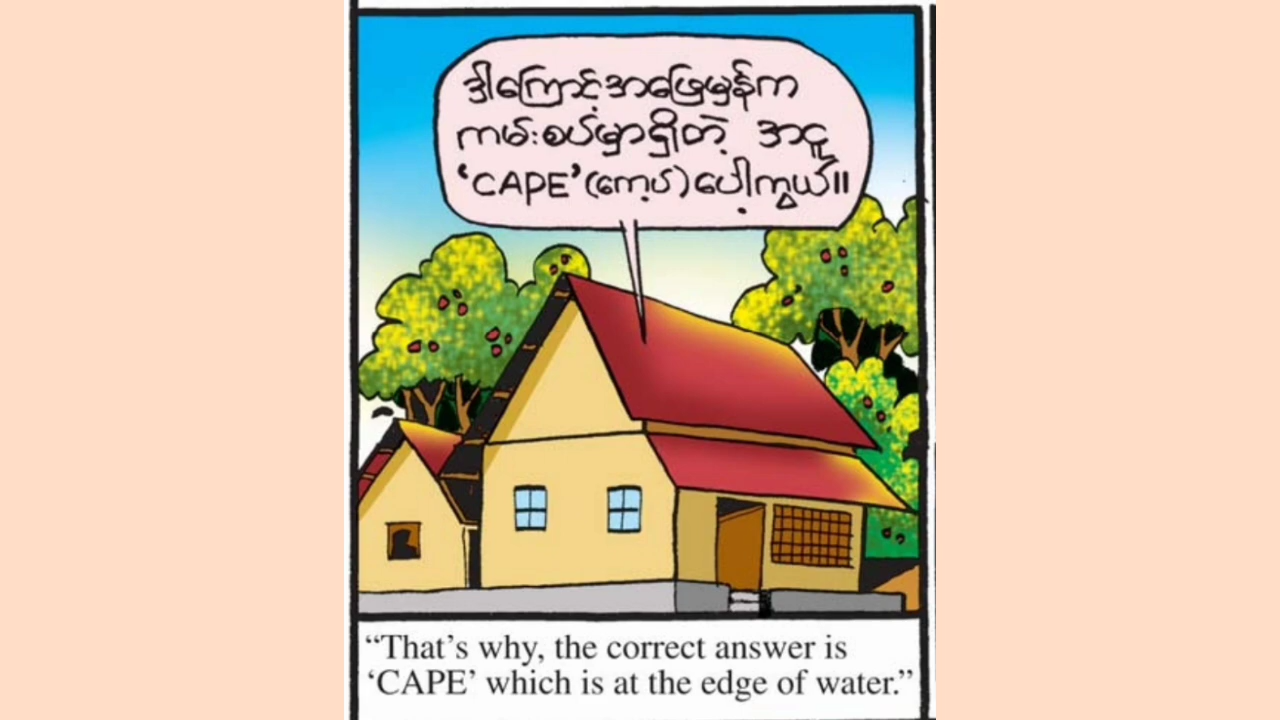 ဒါကြောင့်အဖြေမှန်က
ကမ်းစပ်မှာရှိတဲ့ အငူ
‘CAPE’(ကေ့ပ်)ပေါ့ကွယ်။
“That’s why, the correct answer is
‘CAPE’ which is at the edge of water.”